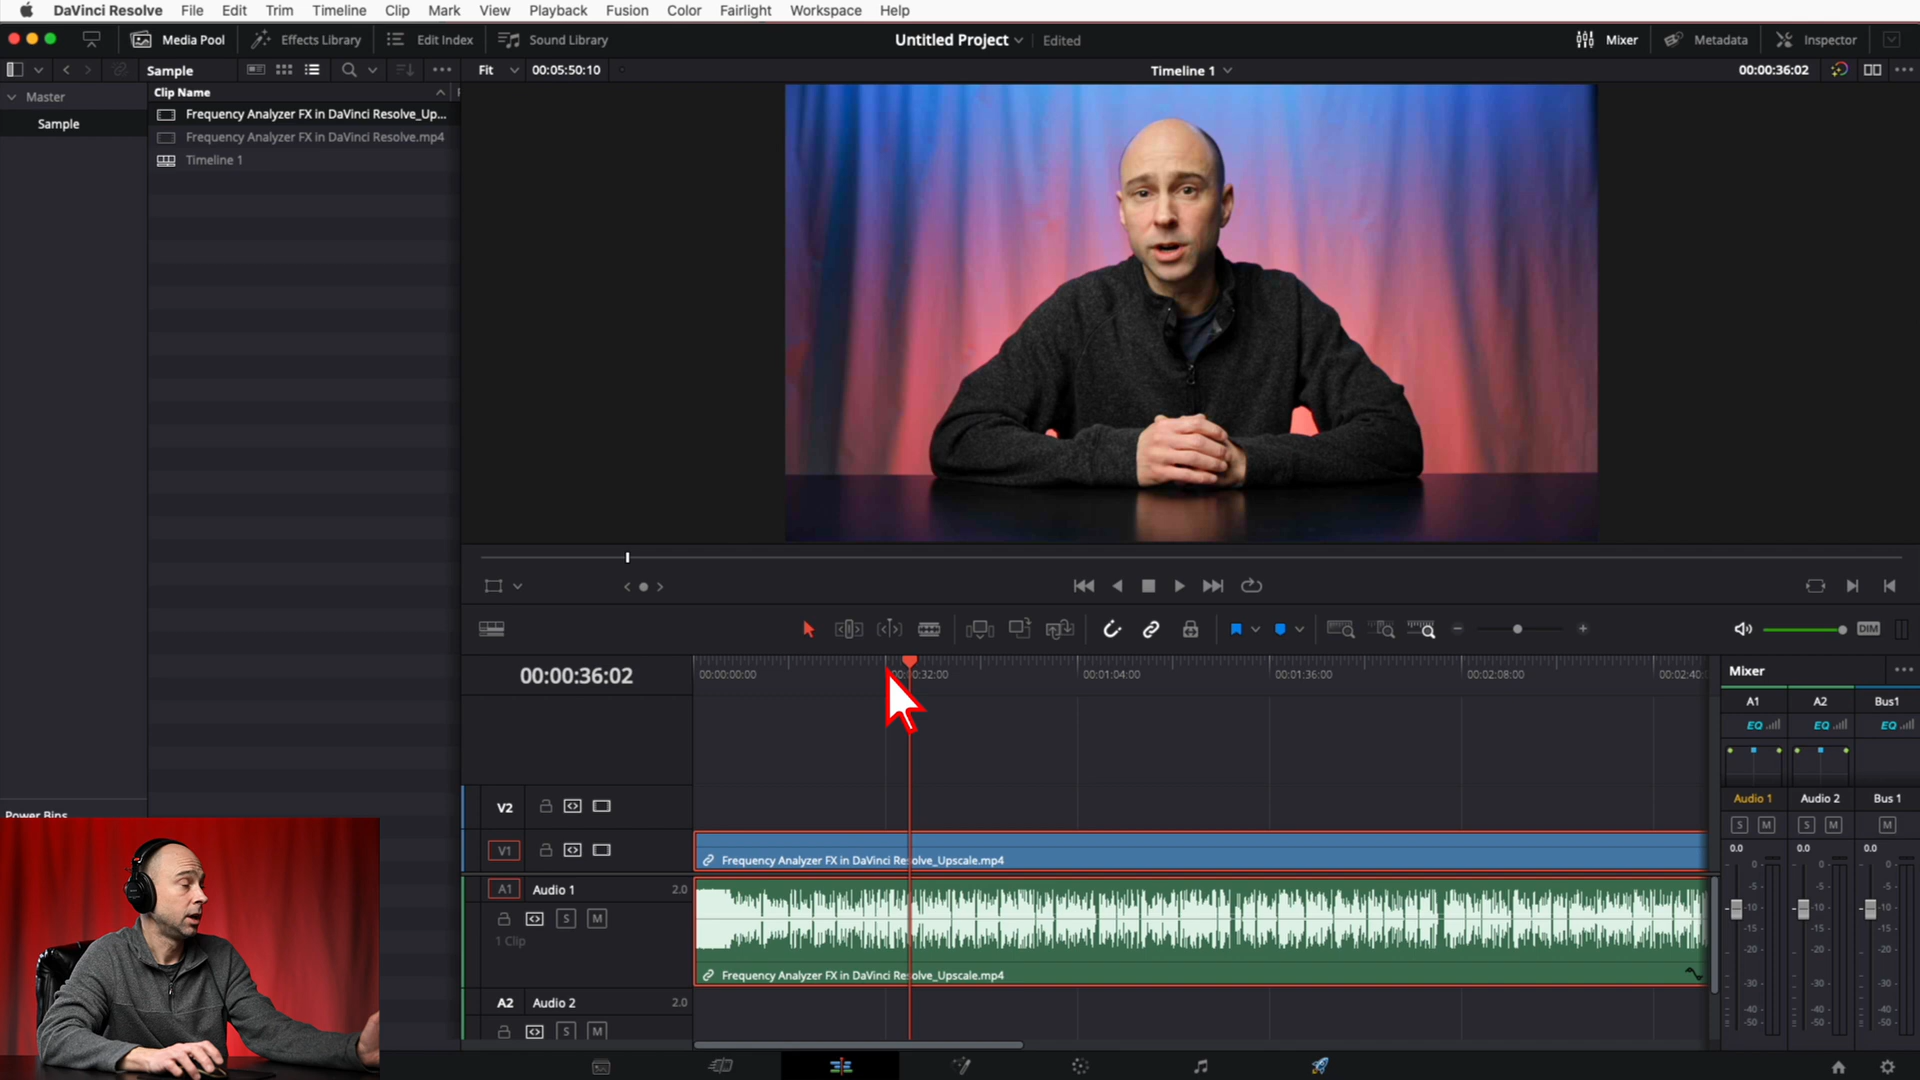 DaVinci Resolve File Edit Trim Timeline Clip Mark View Playback Fusion Color Fairlight Workspace Help
Media Pool Effects Library Edit Index Sound Library Untitled Project Edited Mixer Metadata Inspector
Sample Fit 00:05:50:10 Timeline 1 00:00:36:02
Master
Sample
Clip Name
Frequency Analyzer FX in DaVinci Resolve_Up...
Frequency Analyzer FX in DaVinci Resolve.mp4
Timeline 1
Power Bins
DIM
00:00:36:02
00:00:00:00 00:00:32:00 00:01:04:00 00:01:36:00 00:02:08:00 00:02:40:
V2
V1
Frequency Analyzer FX in DaVinci Resolve_Upscale.mp4
A1 Audio 1 2.0
S M
1 Clip
Frequency Analyzer FX in DaVinci Resolve_Upscale.mp4
A2 Audio 2 2.0
S M
Mixer
A1 A2 Bus1
EQ EQ EQ
Audio 1 Audio 2 Bus 1
S M S M M
0.0 0.0 0.0
0 0 0
-5 -5 -5
-10 -10 -10
-15 -15 -15
-20 -20 -20
-30 -30 -30
-40 -40 -40
-50 -50 -50